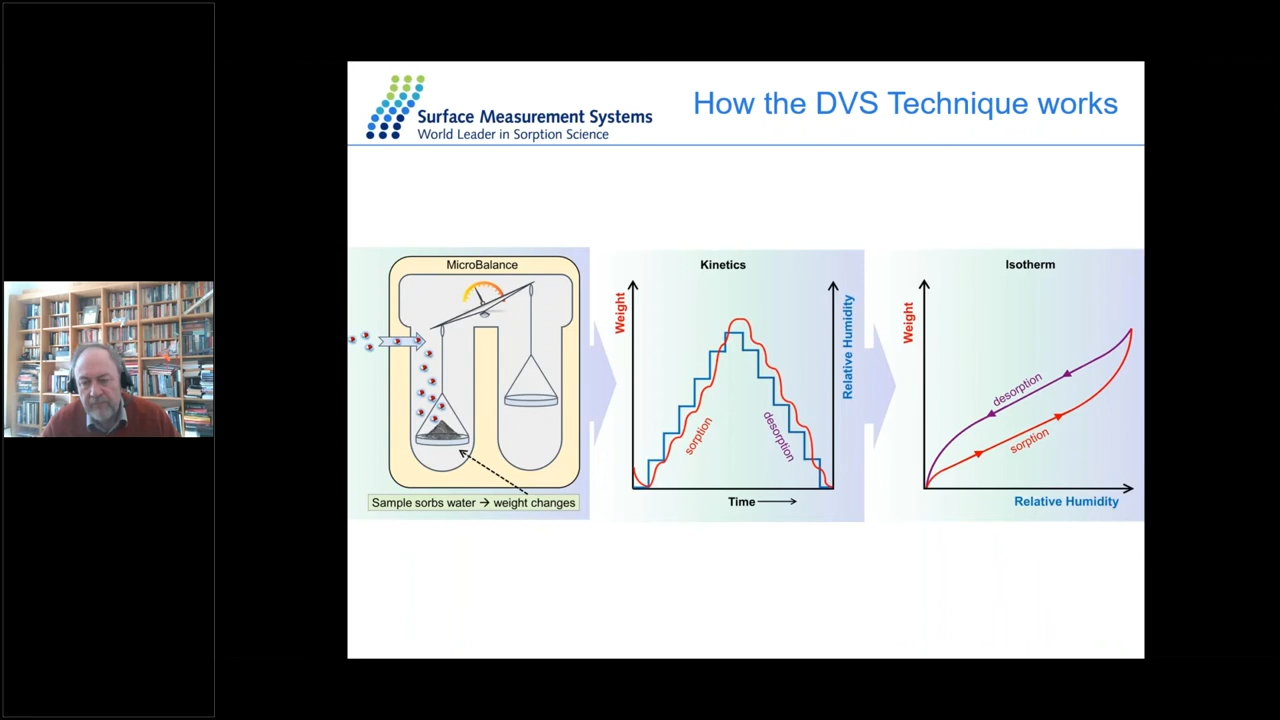 Surface Measurement Systems
World Leader in Sorption Science
How the DVS Technique works
MicroBalance
Sample sorbs water → weight changes
Kinetics
Weight
Relative Humidity
sorption
desorption
Time
Isotherm
Weight
desorption
sorption
Relative Humidity